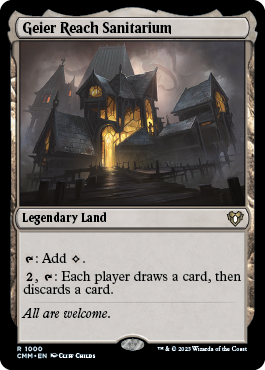 Geier Reach Sanitarium
Legendary Land
: Add .
2, : Each player draws a card, then
discards a card.
All are welcome.
R 1000
CMM • EN Cliff Childs
™ & © 2023 Wizards of the Coast